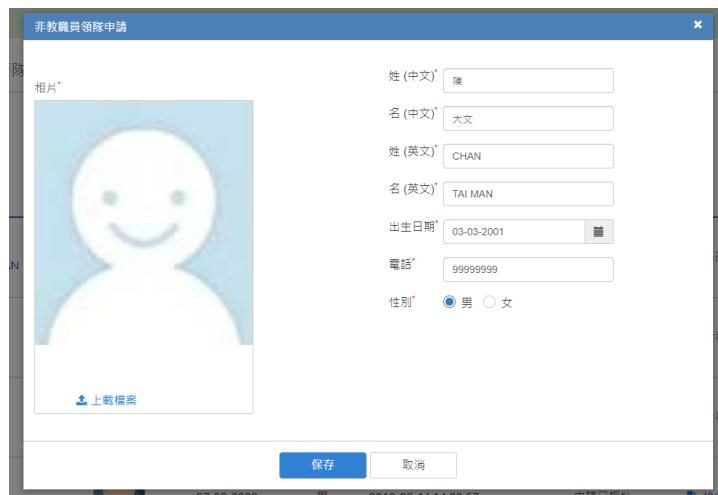 非教職員領隊申請 ×
相片*
姓 (中文)* 陳
名 (中文)* 大文
姓 (英文)* CHAN
名 (英文)* TAI MAN
出生日期* 03-03-2001
電話* 99999999
性別* 男 女
上載檔案
保存 取消